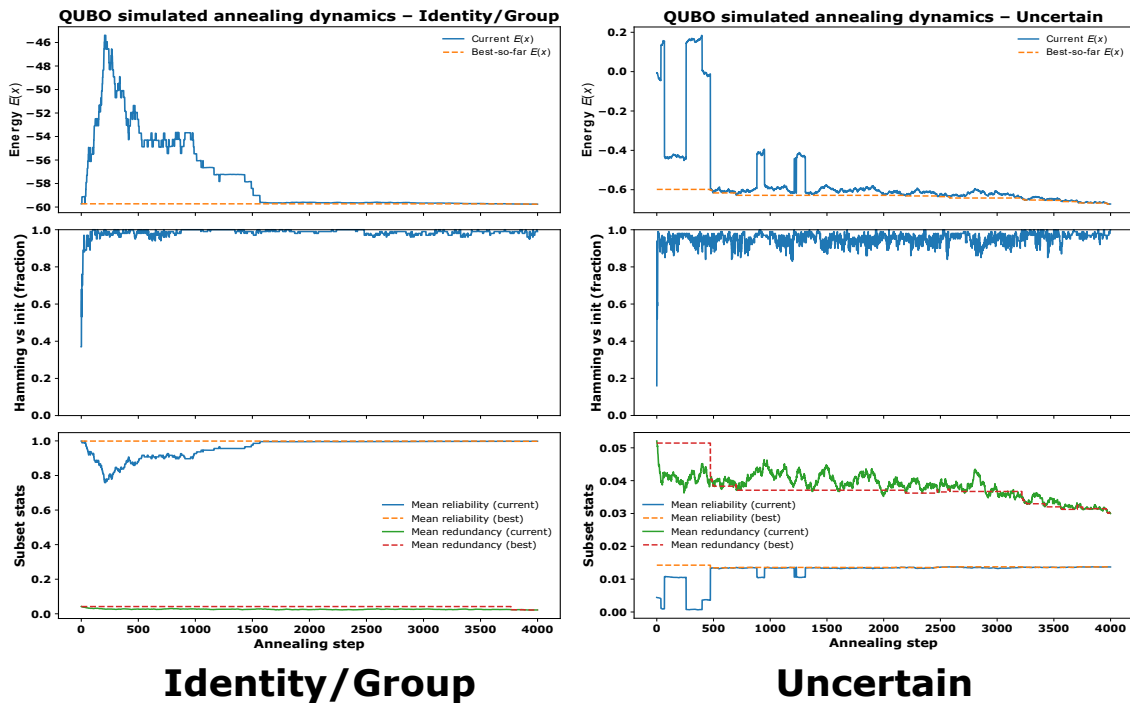 QUBO simulated annealing dynamics – Identity/Group
Current E(x)
Best-so-far E(x)
Energy E(x)
−46
−48
−50
−52
−54
−56
−58
−60
Hamming vs init (fraction)
1.0
0.8
0.6
0.4
0.2
0.0
Subset stats
1.0
0.8
0.6
0.4
0.2
0.0
Mean reliability (current)
Mean reliability (best)
Mean redundancy (current)
Mean redundancy (best)
0 500 1000 1500 2000 2500 3000 3500 4000
Annealing step
Identity/Group
QUBO simulated annealing dynamics – Uncertain
Current E(x)
Best-so-far E(x)
Energy E(x)
0.2
0.0
−0.2
−0.4
−0.6
Hamming vs init (fraction)
1.0
0.8
0.6
0.4
0.2
0.0
Subset stats
0.05
0.04
0.03
0.02
0.01
0.00
Mean reliability (current)
Mean reliability (best)
Mean redundancy (current)
Mean redundancy (best)
0 500 1000 1500 2000 2500 3000 3500 4000
Annealing step
Uncertain